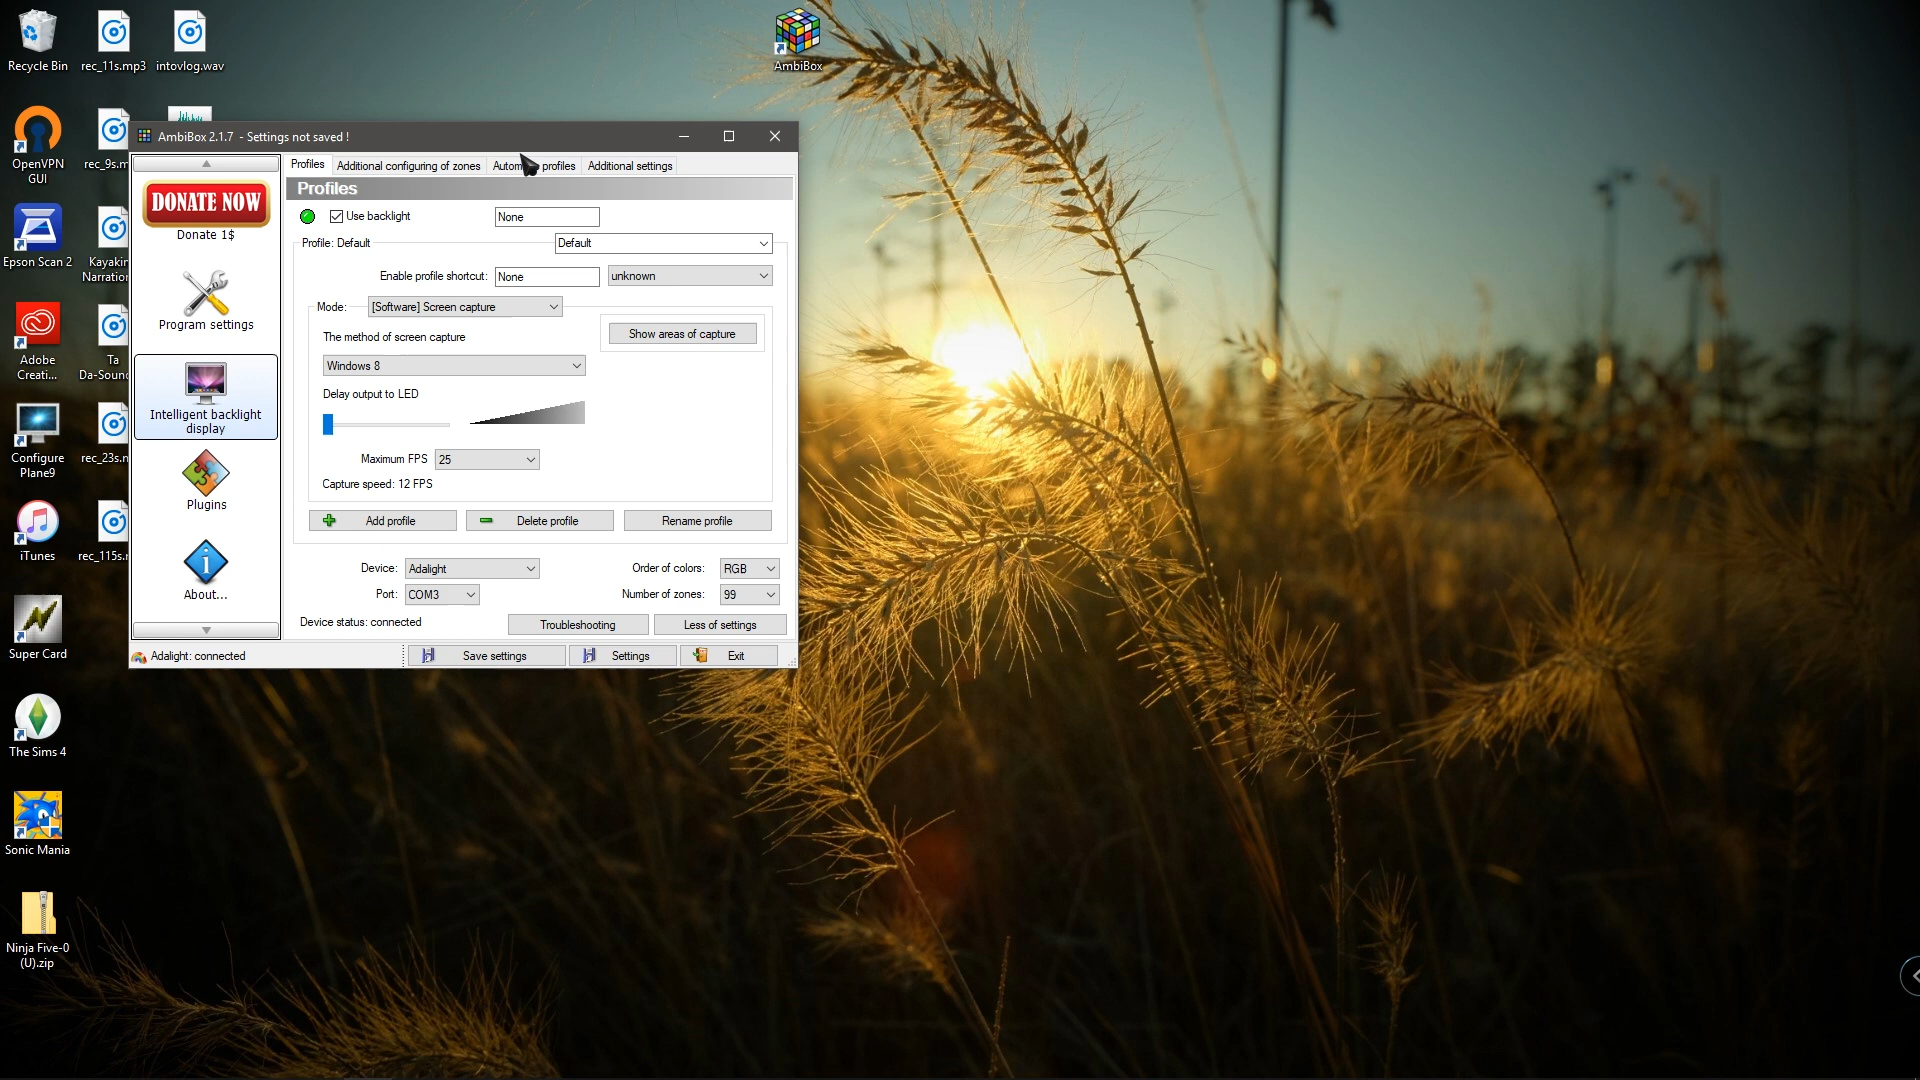 Recycle Bin
rec_11s.mp3
intovlog.wav
AmbiBox
OpenVPN
GUI
rec_9s.m
Epson Scan 2
Kayakin
Narration
Adobe
Creati...
Ta
Da-Sound
Configure
Plane9
rec_23s.m
iTunes
rec_115s.m
Super Card
The Sims 4
Sonic Mania
Ninja Five-0
(U).zip
AmbiBox 2.1.7 - Settings not saved !
DONATE NOW
Donate 1$
Program settings
Intelligent backlight
display
Plugins
About...
Profiles
Additional configuring of zones
Autom profiles
Additional settings
Profiles
Use backlight
None
Profile: Default
Default
Enable profile shortcut:
None
unknown
Mode:
[Software] Screen capture
The method of screen capture
Show areas of capture
Windows 8
Delay output to LED
Maximum FPS
25
Capture speed: 12 FPS
Add profile
Delete profile
Rename profile
Device:
Adalight
Order of colors:
RGB
Port:
COM3
Number of zones:
99
Device status: connected
Troubleshooting
Less of settings
Adalight: connected
Save settings
Settings
Exit